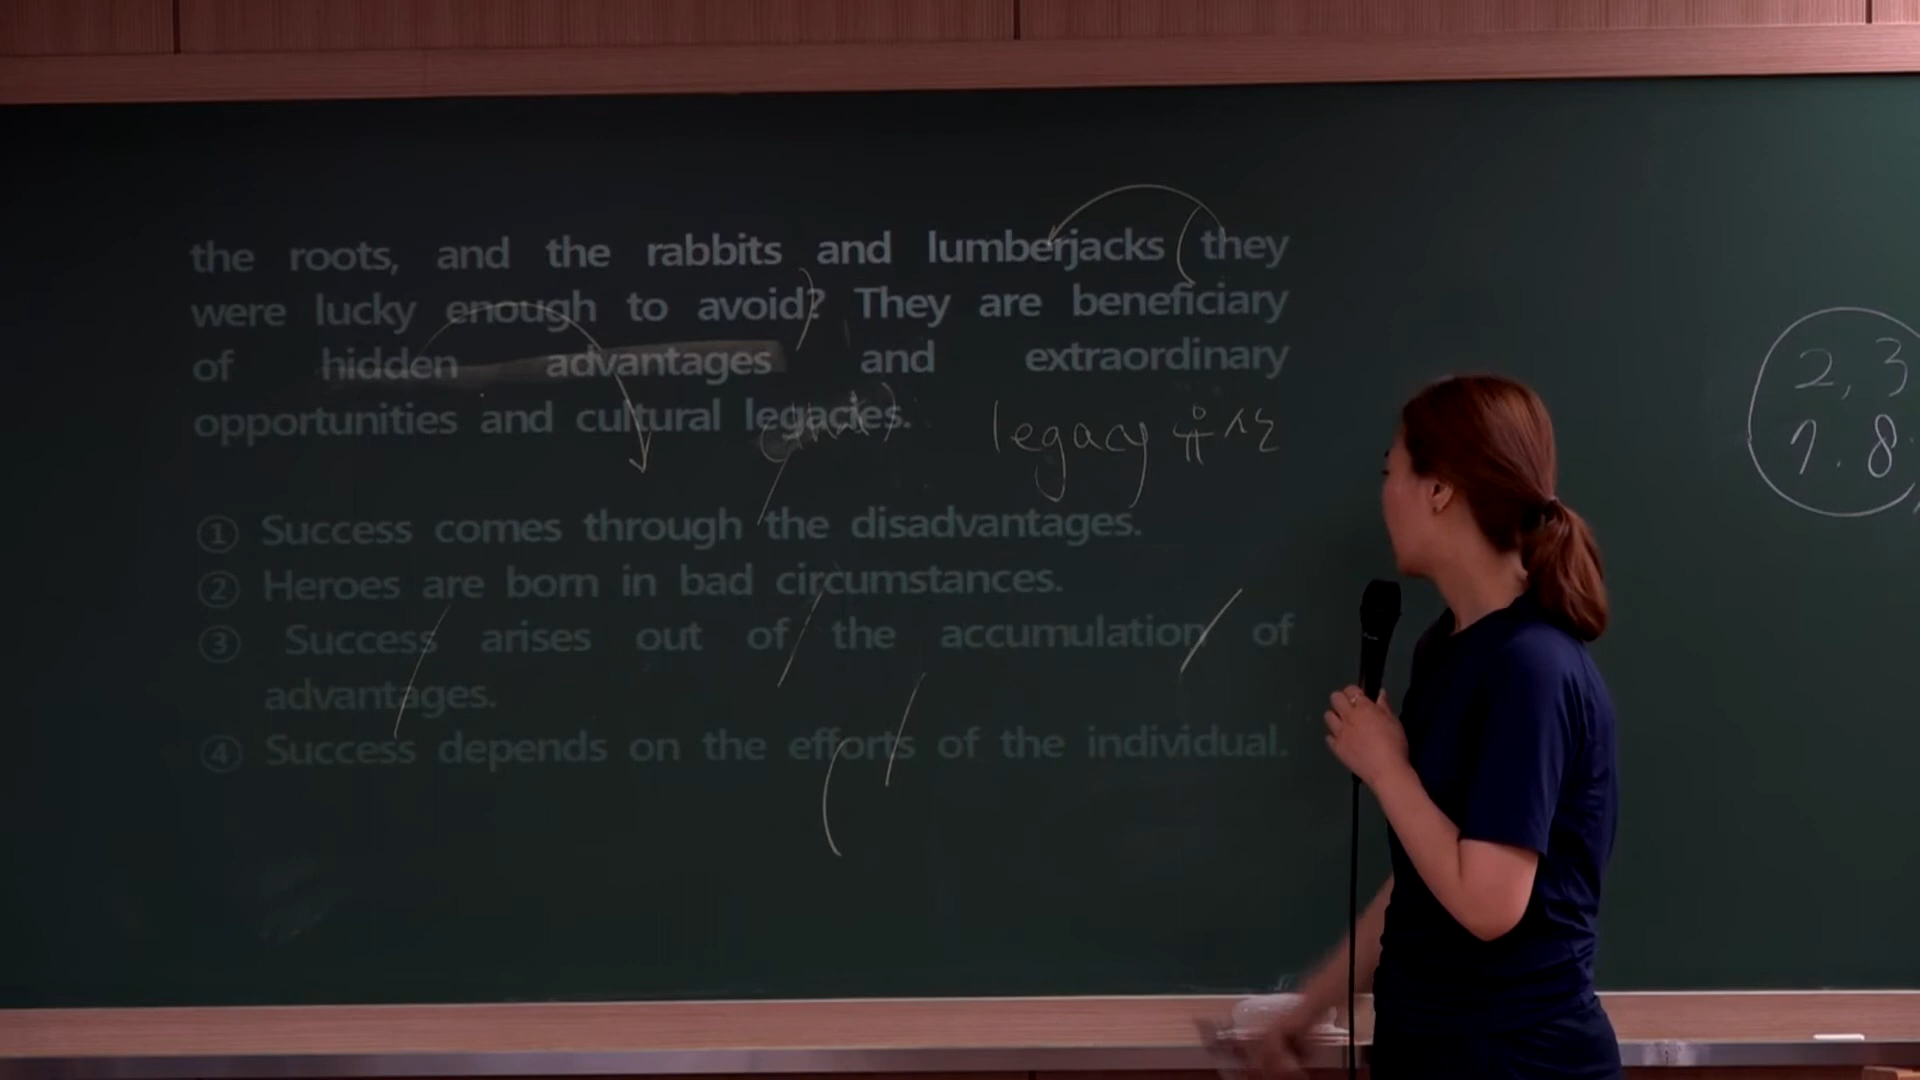 the roots, and the rabbits and lumberjacks they
were lucky enough to avoid? They are beneficiary
of hidden advantages and extraordinary
opportunities and cultural legacies.
legacy 유산
① Success comes through the disadvantages.
② Heroes are born in bad circumstances.
③ Success arises out of the accumulation of
advantages.
④ Success depends on the efforts of the individual.
2, 3
7. 8